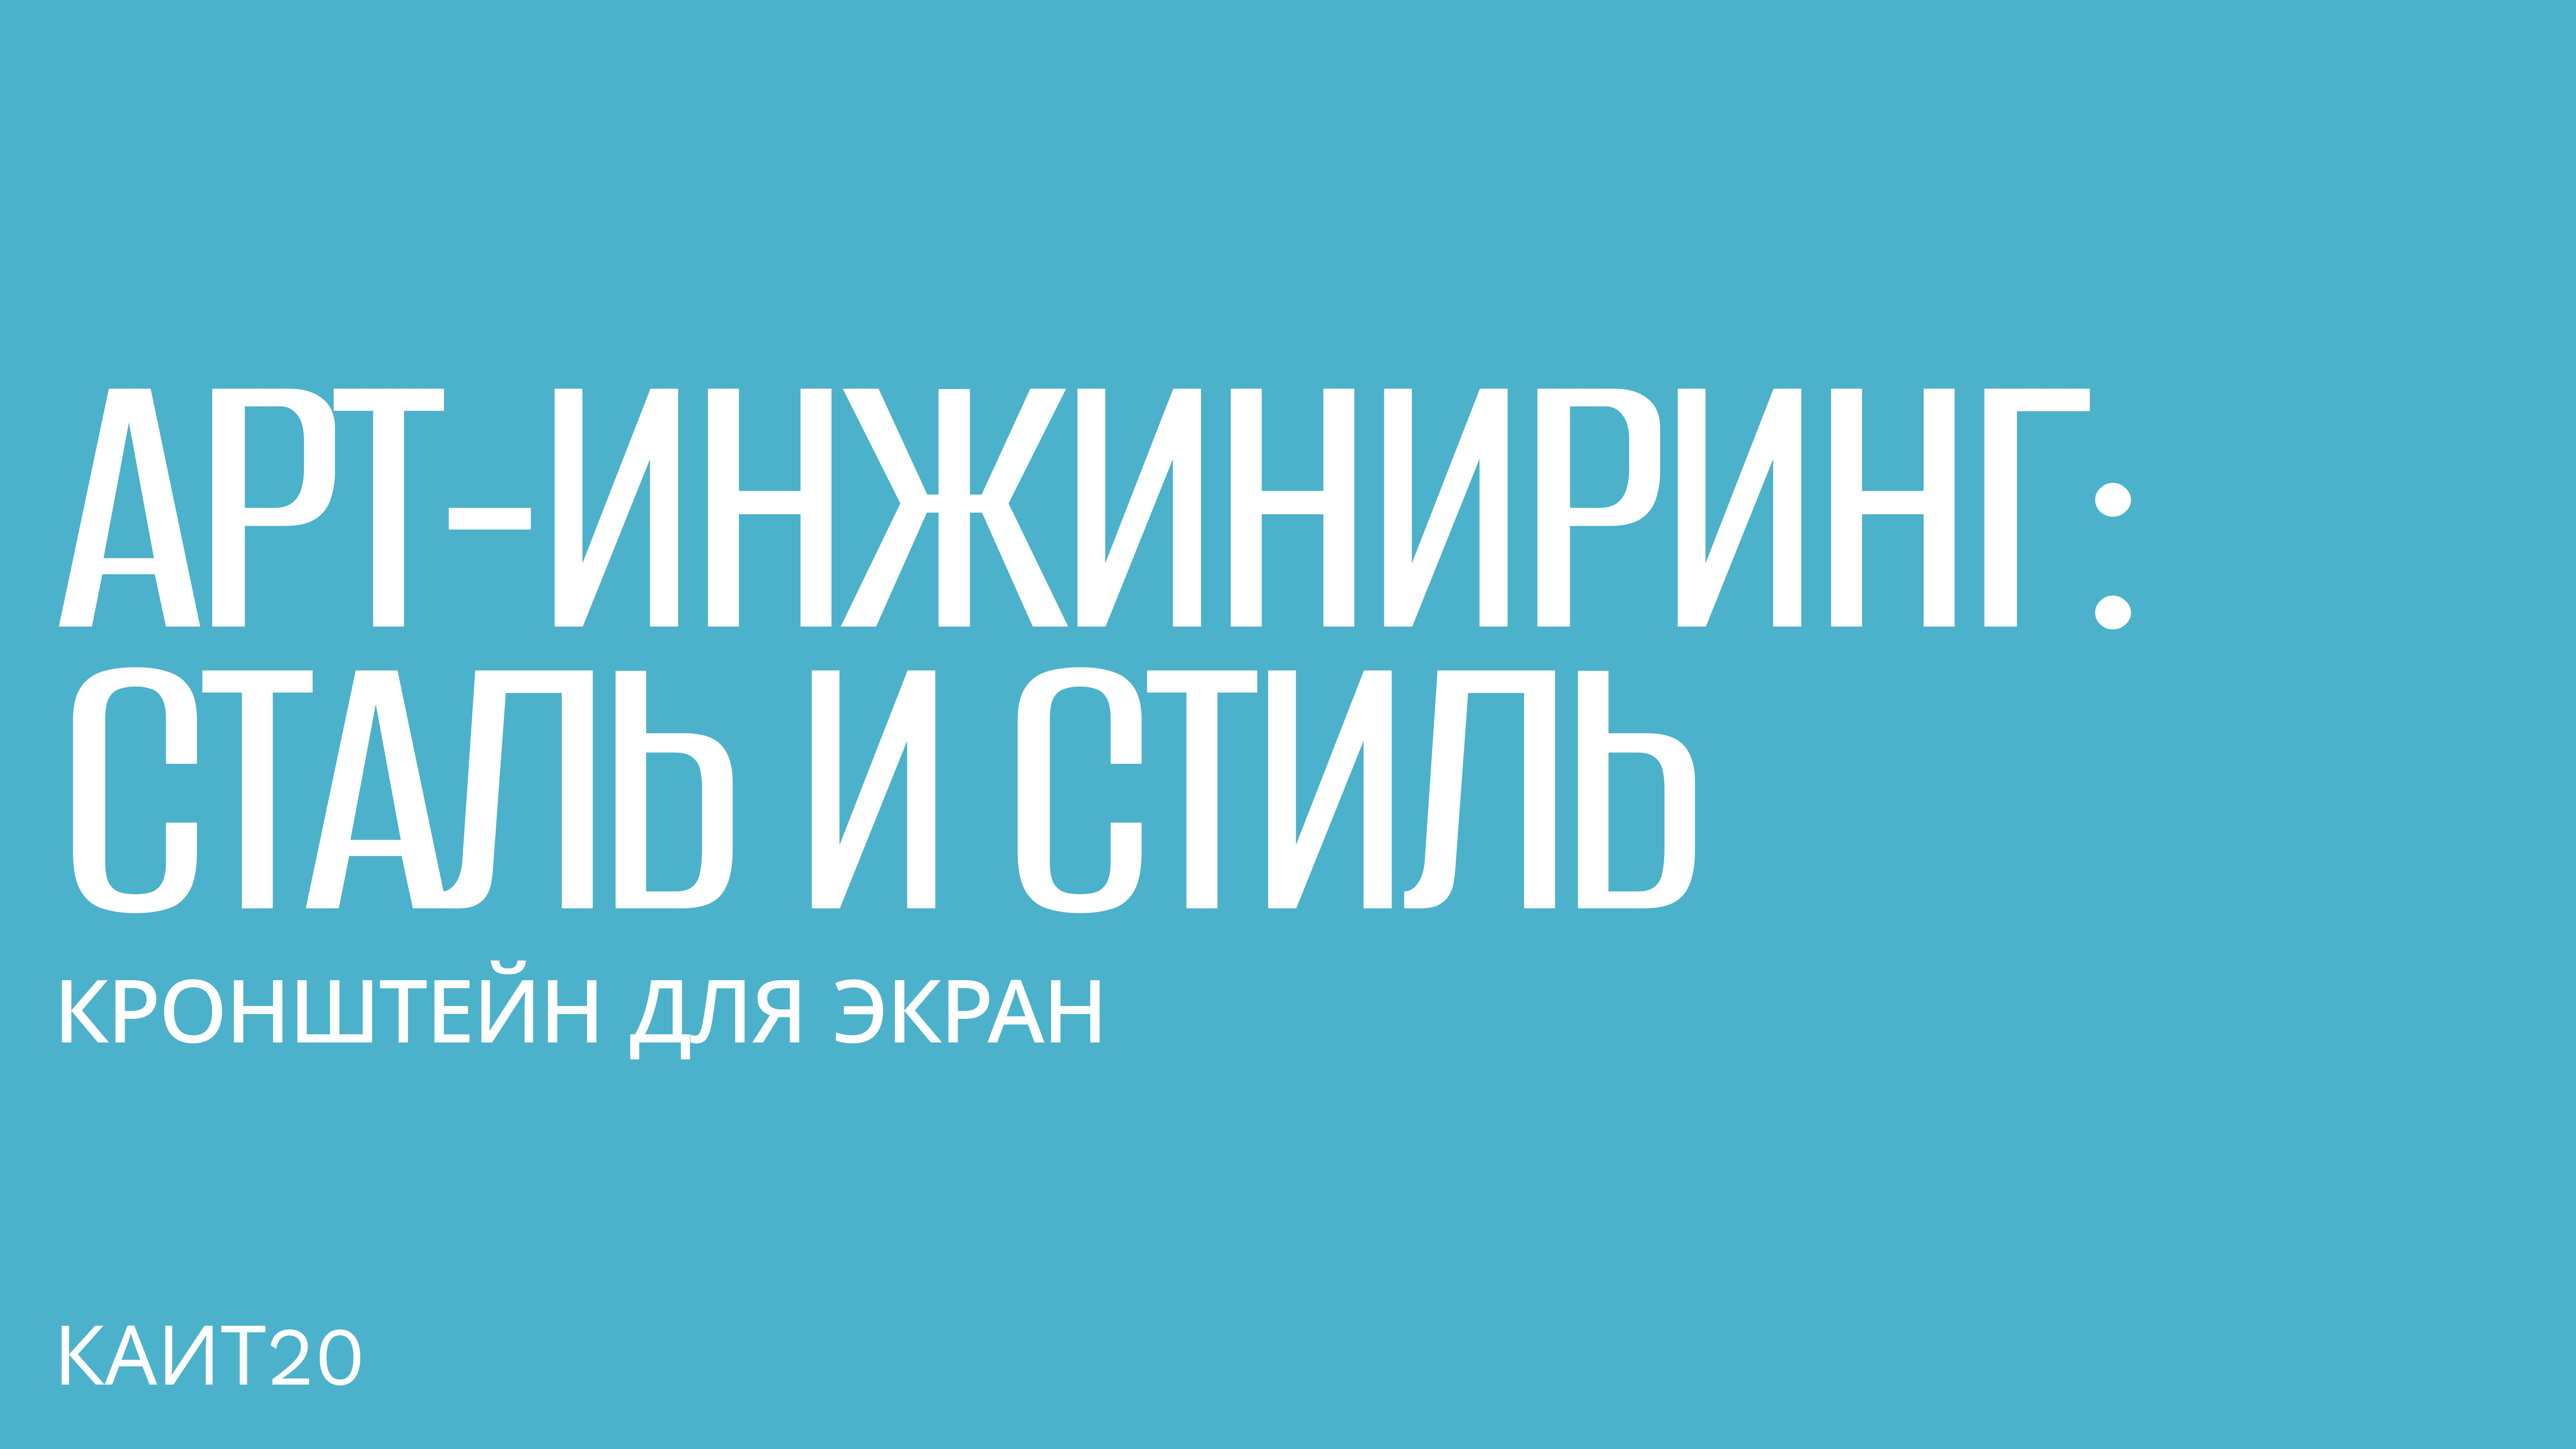 АРТ-ИНЖИНИРИНГ:
СТАЛЬ И СТИЛЬ
КРОНШТЕЙН ДЛЯ ЭКРАН
КАИТ20